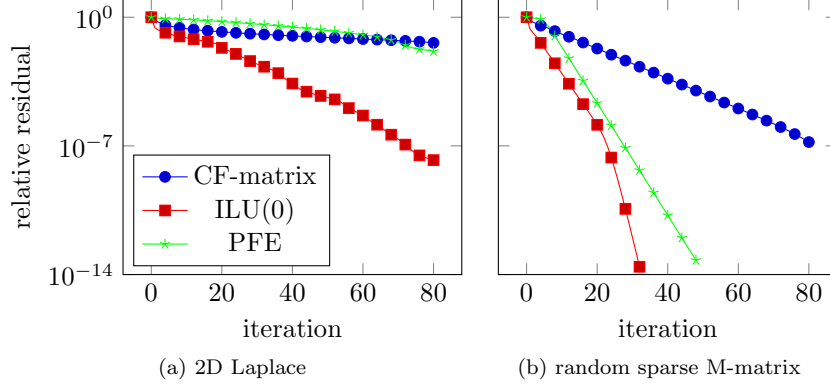 10^0
10^−7
10^−14
relative residual
CF-matrix
ILU(0)
PFE
0 20 40 60 80
iteration
(a) 2D Laplace
0 20 40 60 80
iteration
(b) random sparse M-matrix